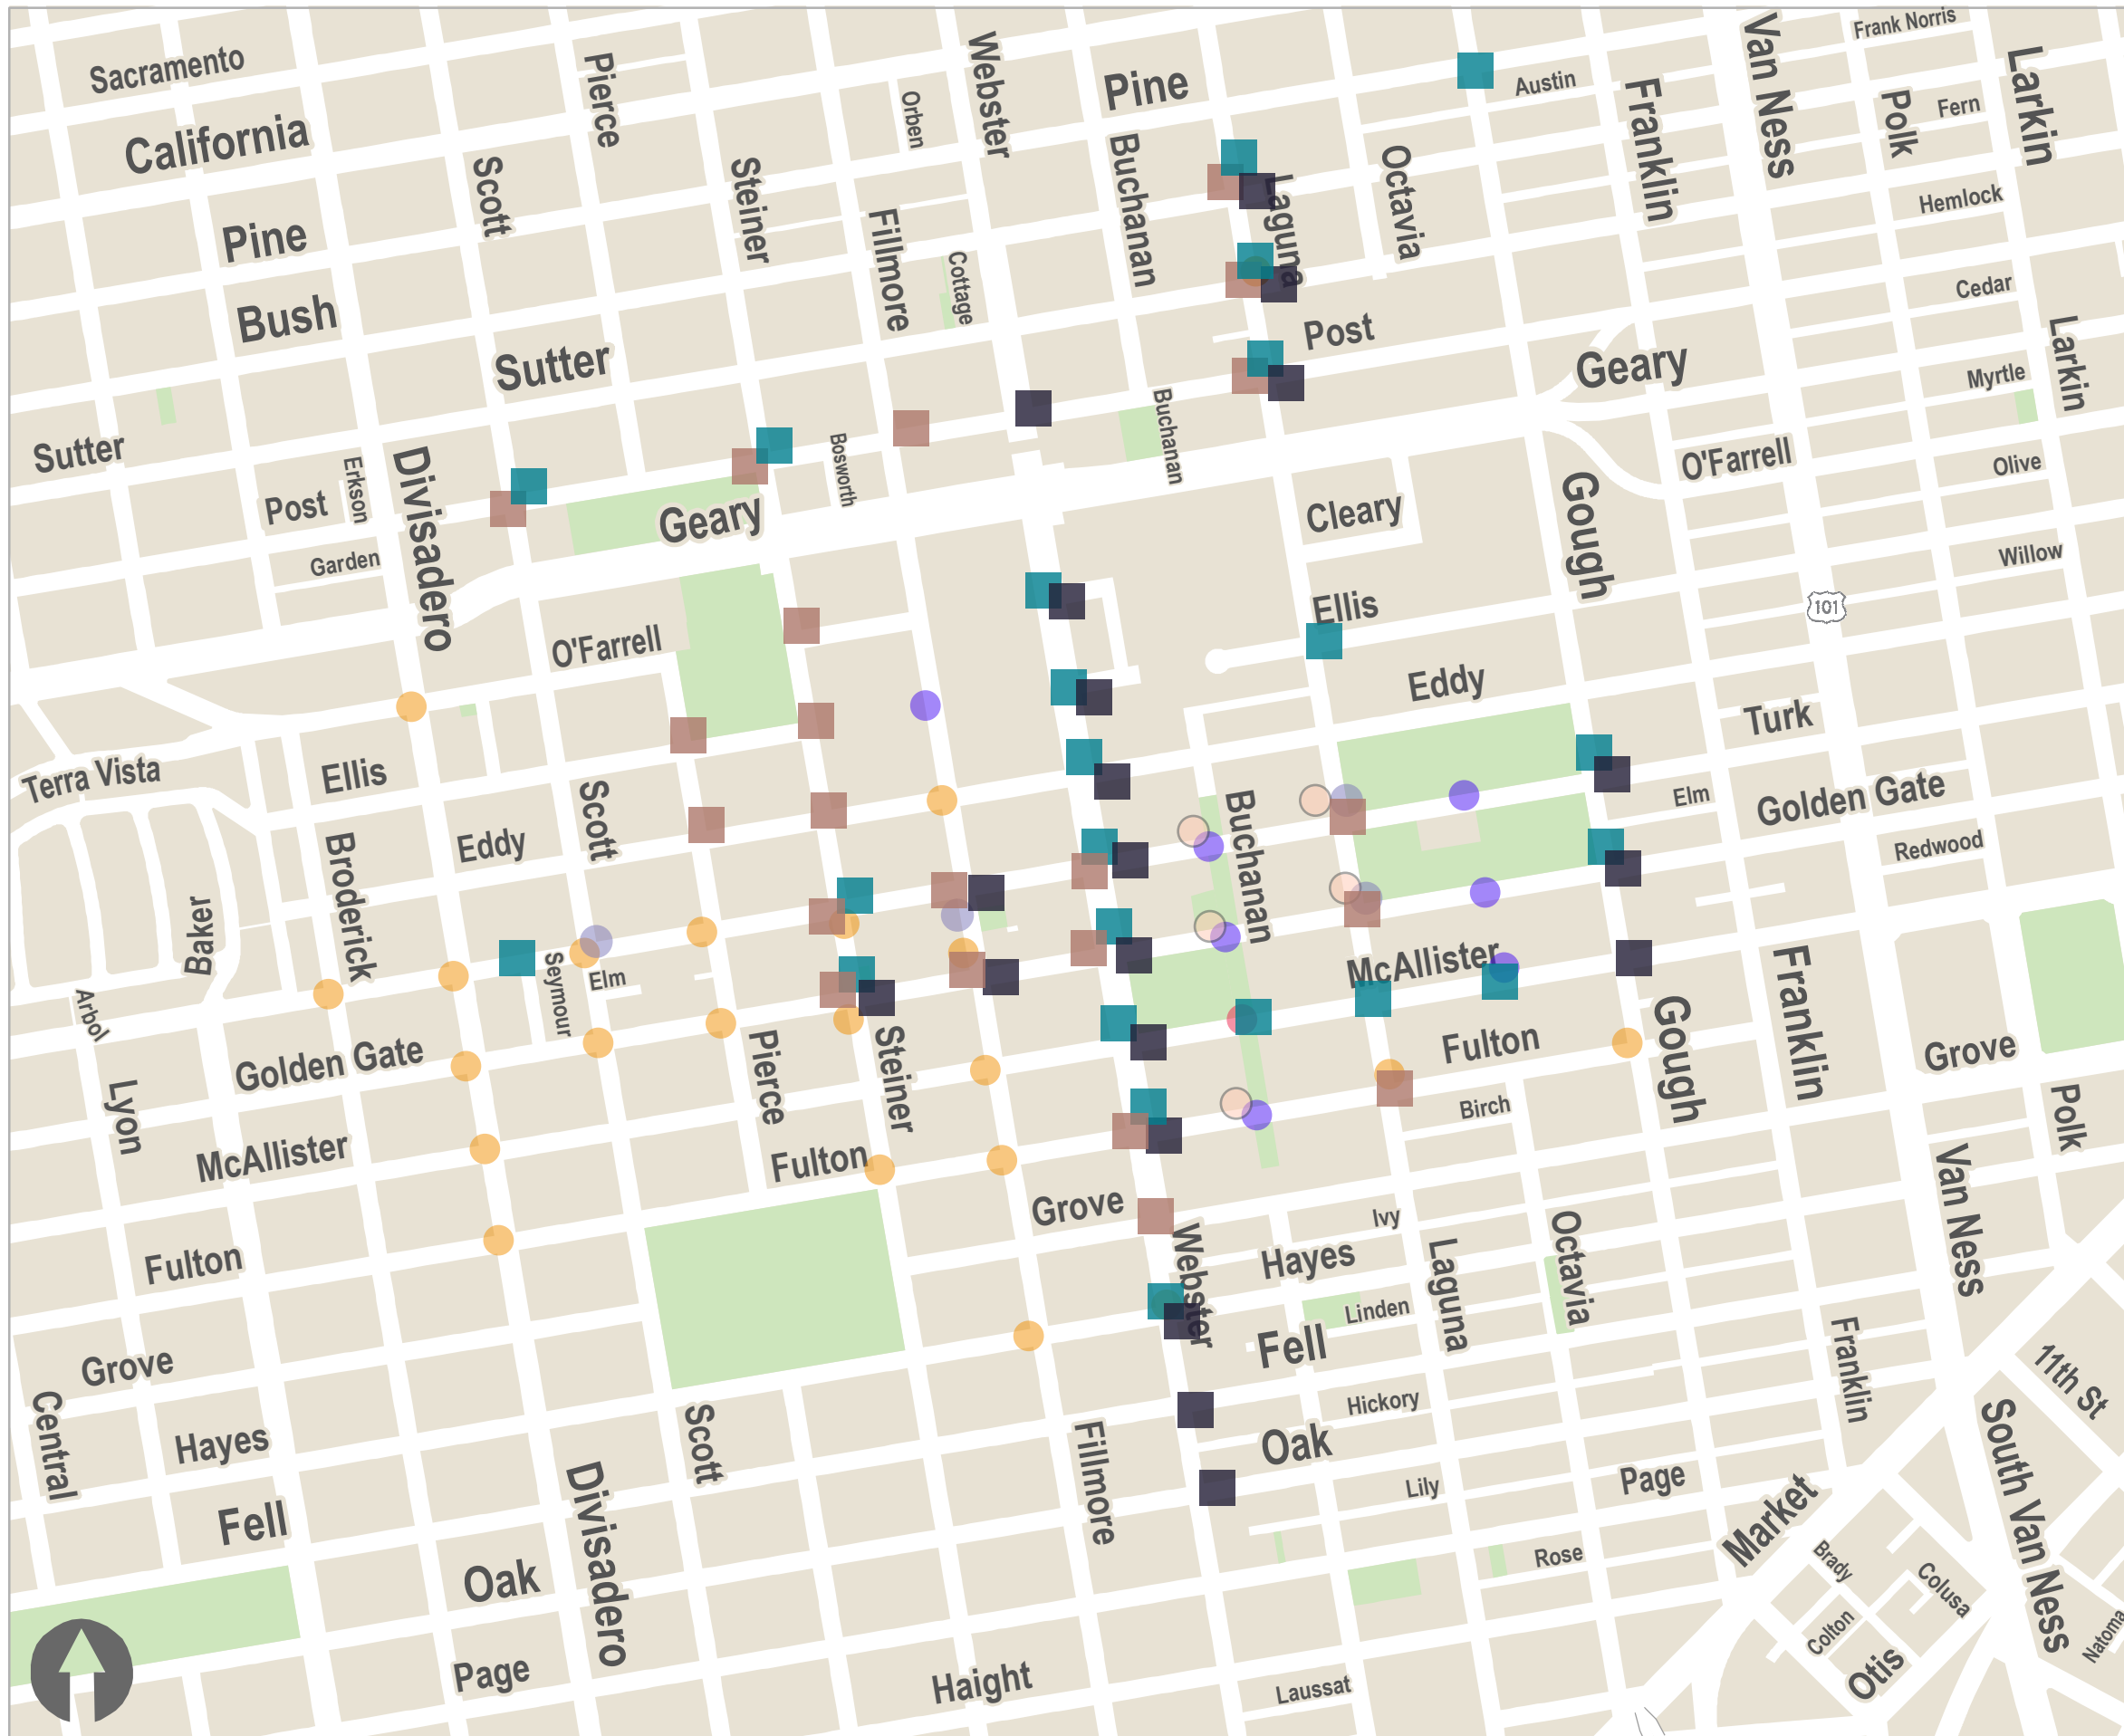 Frank Norris
Sacramento
Pierce
Webster
Pine
Austin
Van Ness
Larkin
Franklin
Polk
Fern
Orben
California
Scott
Steiner
Buchanan
Laguna
Octavia
Hemlock
Pine
Fillmore
Cottage
Cedar
Bush
Post
Larkin
Sutter
Geary
Myrtle
Sutter
Buchanan
O'Farrell
Olive
Erkson
Divisadero
Bosworth
Post
Geary
Cleary
Gough
Garden
Willow
Ellis
101
O'Farrell
Eddy
Turk
Terra Vista
Ellis
Scott
Buchanan
Elm
Golden Gate
Eddy
Redwood
Broderick
Baker
McAllister
Franklin
Seymour
Elm
Arbol
Golden Gate
Pierce
Steiner
Fulton
Gough
Grove
Lyon
Birch
Polk
McAllister
Fulton
Grove
Van Ness
Ivy
Octavia
Fulton
Webster
Hayes
Laguna
Linden
Fell
Franklin
11th St
Grove
Central
Hayes
Scott
Fillmore
Hickory
Oak
South Van Ness
Lily
Page
Market
Fell
Divisadero
Rose
Brady
Colusa
Oak
Colton
Natoma
Page
Haight
Laussat
Otis